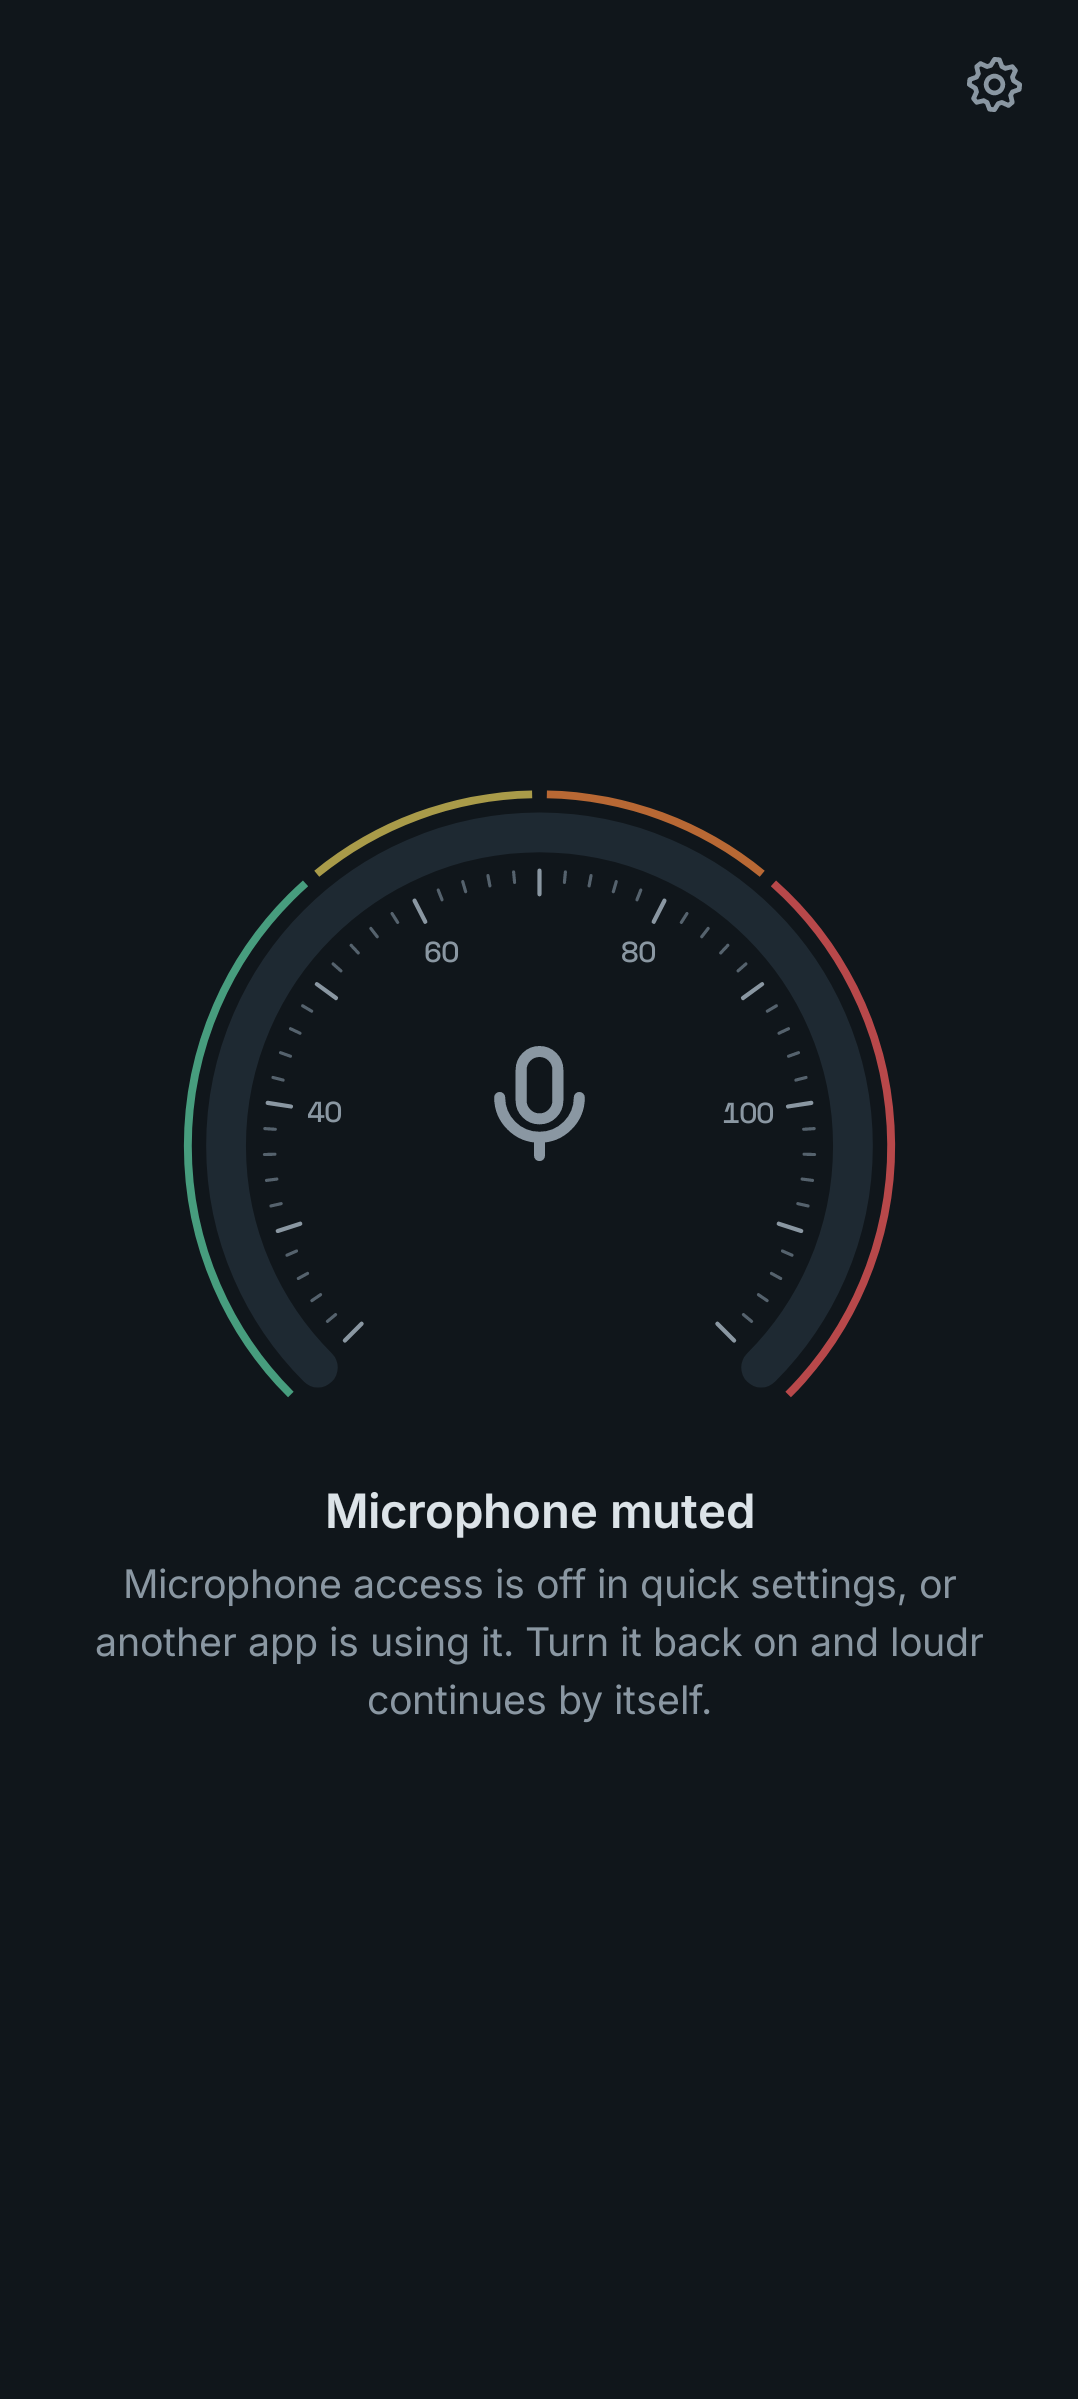 60
80
40
100
Microphone muted
Microphone access is off in quick settings, or
another app is using it. Turn it back on and loudr
continues by itself.